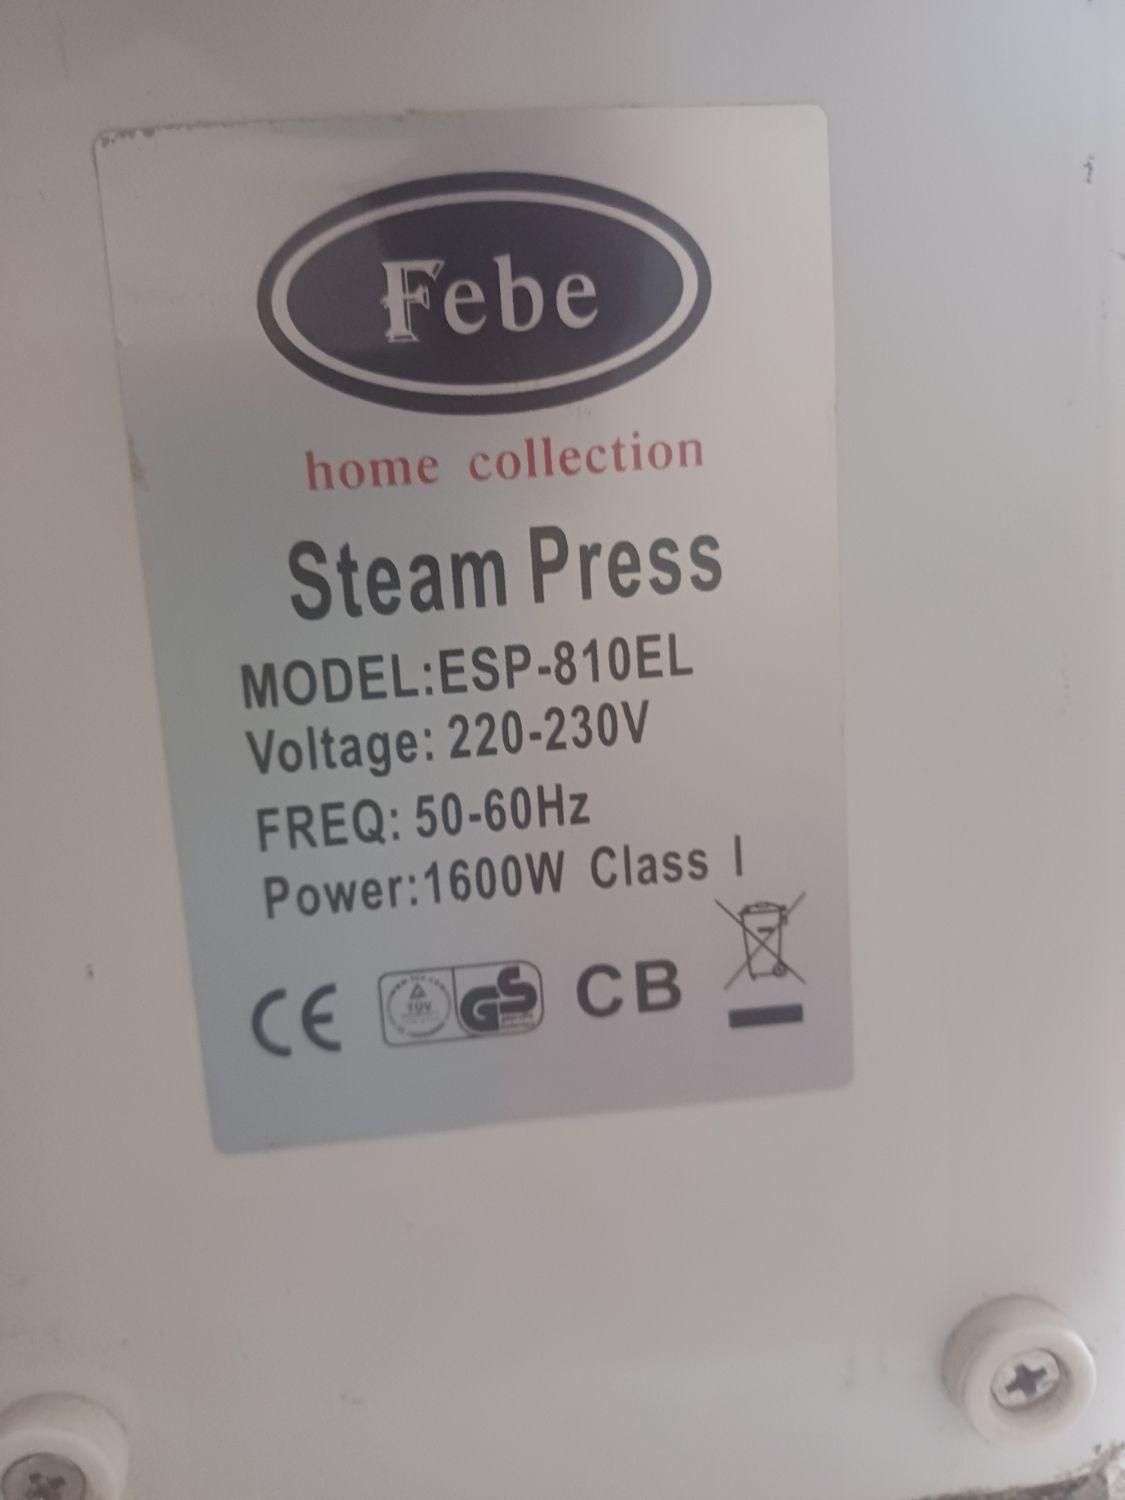 Febe
home collection
Steam Press
MODEL:ESP-810EL
Voltage: 220-230V
FREQ: 50-60Hz
Power:1600W Class I
CE TÜV GS CB